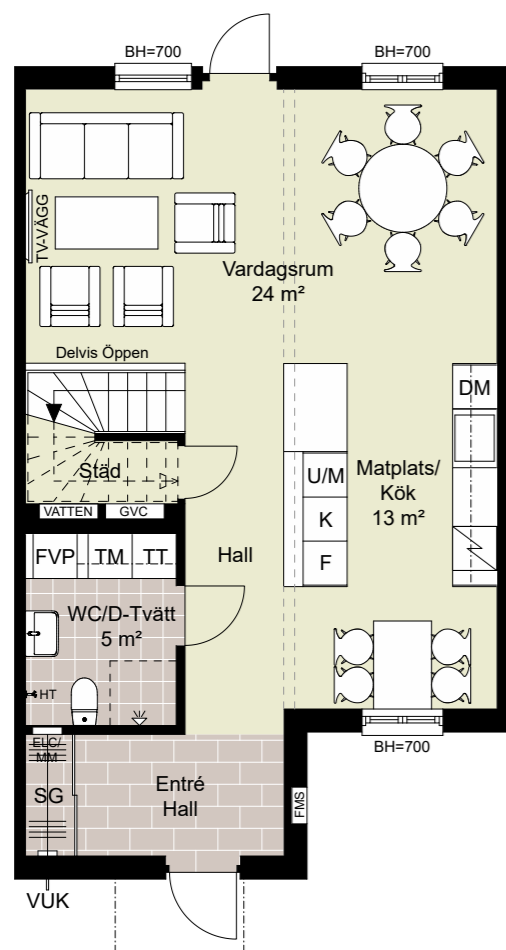 BH=700
BH=700
TV-VÄGG
Vardagsrum
24 m²
Delvis Öppen
DM
Städ
U/M
Matplats/
Kök
13 m²
K
F
VATTEN
GVC
FVP
TM
TT
Hall
WC/D-Tvätt
5 m²
HT
ELC/
MM
BH=700
SG
Entré
Hall
FMS
VUK